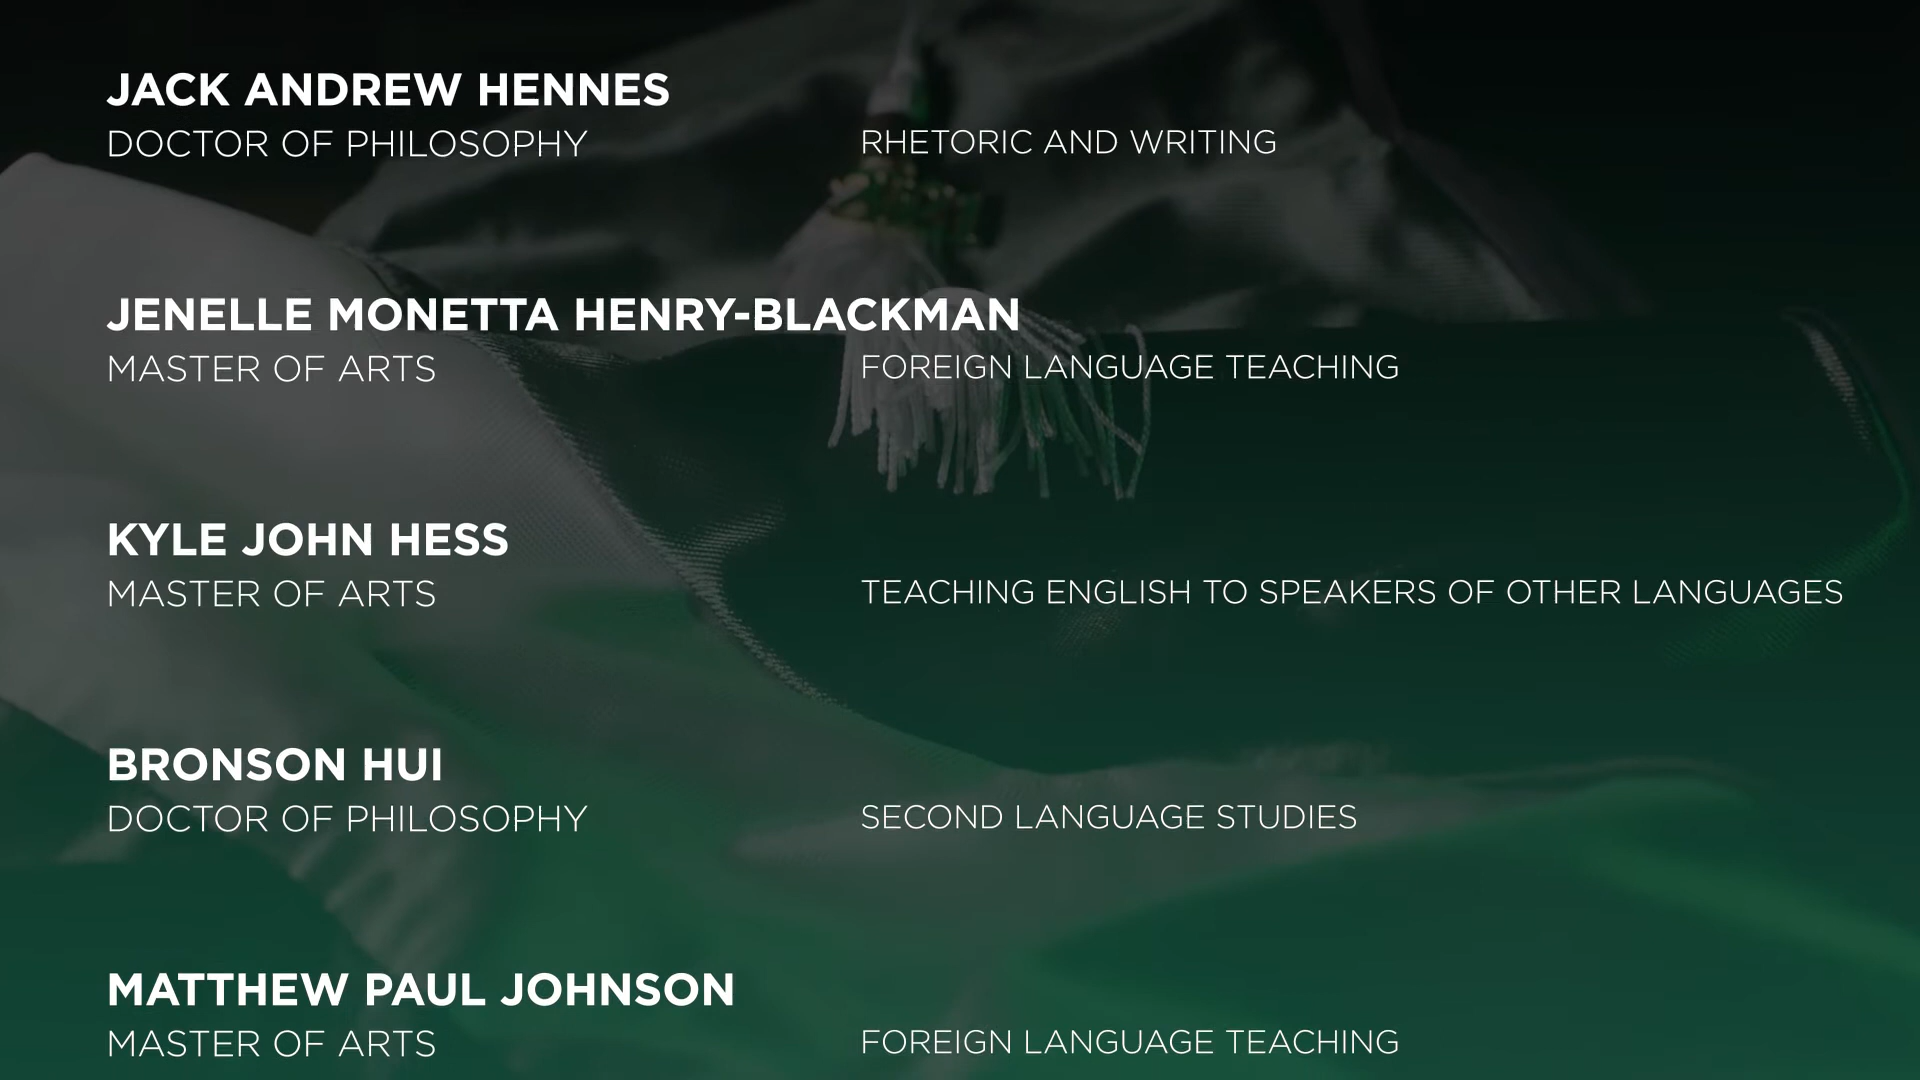 JACK ANDREW HENNES
DOCTOR OF PHILOSOPHY RHETORIC AND WRITING
JENELLE MONETTA HENRY-BLACKMAN
MASTER OF ARTS FOREIGN LANGUAGE TEACHING
KYLE JOHN HESS
MASTER OF ARTS TEACHING ENGLISH TO SPEAKERS OF OTHER LANGUAGES
BRONSON HUI
DOCTOR OF PHILOSOPHY SECOND LANGUAGE STUDIES
MATTHEW PAUL JOHNSON
MASTER OF ARTS FOREIGN LANGUAGE TEACHING